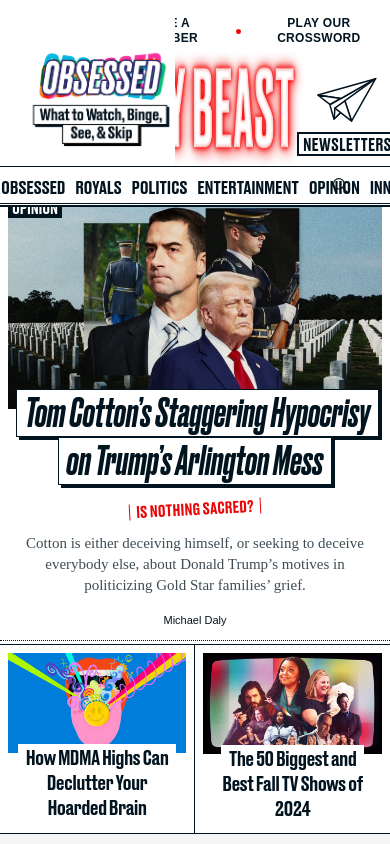 PLAY OUR
CROSSWORD
OBSESSED
What to Watch, Binge,
See, & Skip
BEAST
NEWSLETTERS
OBSESSED ROYALS POLITICS ENTERTAINMENT OPINION INN
OPINION
Tom Cotton's Staggering Hypocrisy
on Trump's Arlington Mess
IS NOTHING SACRED?
Cotton is either deceiving himself, or seeking to deceive
everybody else, about Donald Trump's motives in
politicizing Gold Star families' grief.
Michael Daly
How MDMA Highs Can
Declutter Your
Hoarded Brain
The 50 Biggest and
Best Fall TV Shows of
2024